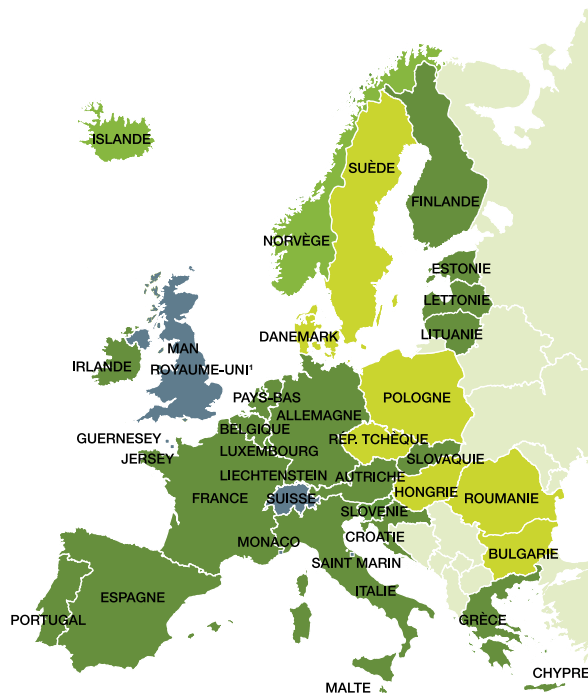 ISLANDE
SUÈDE
FINLANDE
NORVÈGE
ESTONIE
LETTONIE
LITUANIE
DANEMARK
MAN
IRLANDE
ROYAUME-UNI¹
PAYS-BAS
POLOGNE
ALLEMAGNE
BELGIQUE
GUERNESEY
RÉP. TCHÈQUE
LUXEMBOURG
JERSEY
SLOVAQUIE
LIECHTENSTEIN
AUTRICHE
HONGRIE
FRANCE
SUISSE
ROUMANIE
SLOVENIE
CROATIE
MONACO
BULGARIE
SAINT MARIN
ITALIE
ESPAGNE
PORTUGAL
GRÈCE
CHYPRE
MALTE